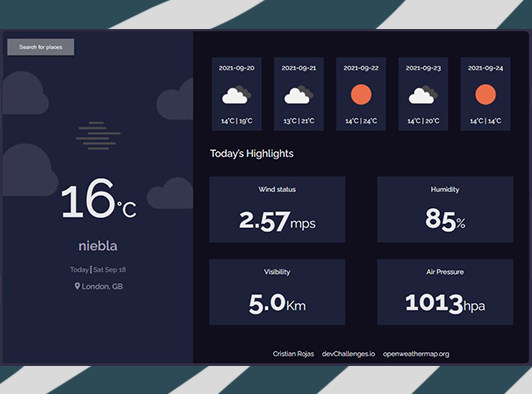 Search for places
16°C
niebla
Today | Sat Sep 18
London, GB
2021-09-20
14°C | 19°C
2021-09-21
13°C | 21°C
2021-09-22
14°C | 24°C
2021-09-23
14°C | 20°C
2021-09-24
14°C | 14°C
Today's Highlights
Wind status
2.57mps
Humidity
85%
Visibility
5.0Km
Air Pressure
1013hpa
Cristian Rojas devChallenges.io openweathermap.org